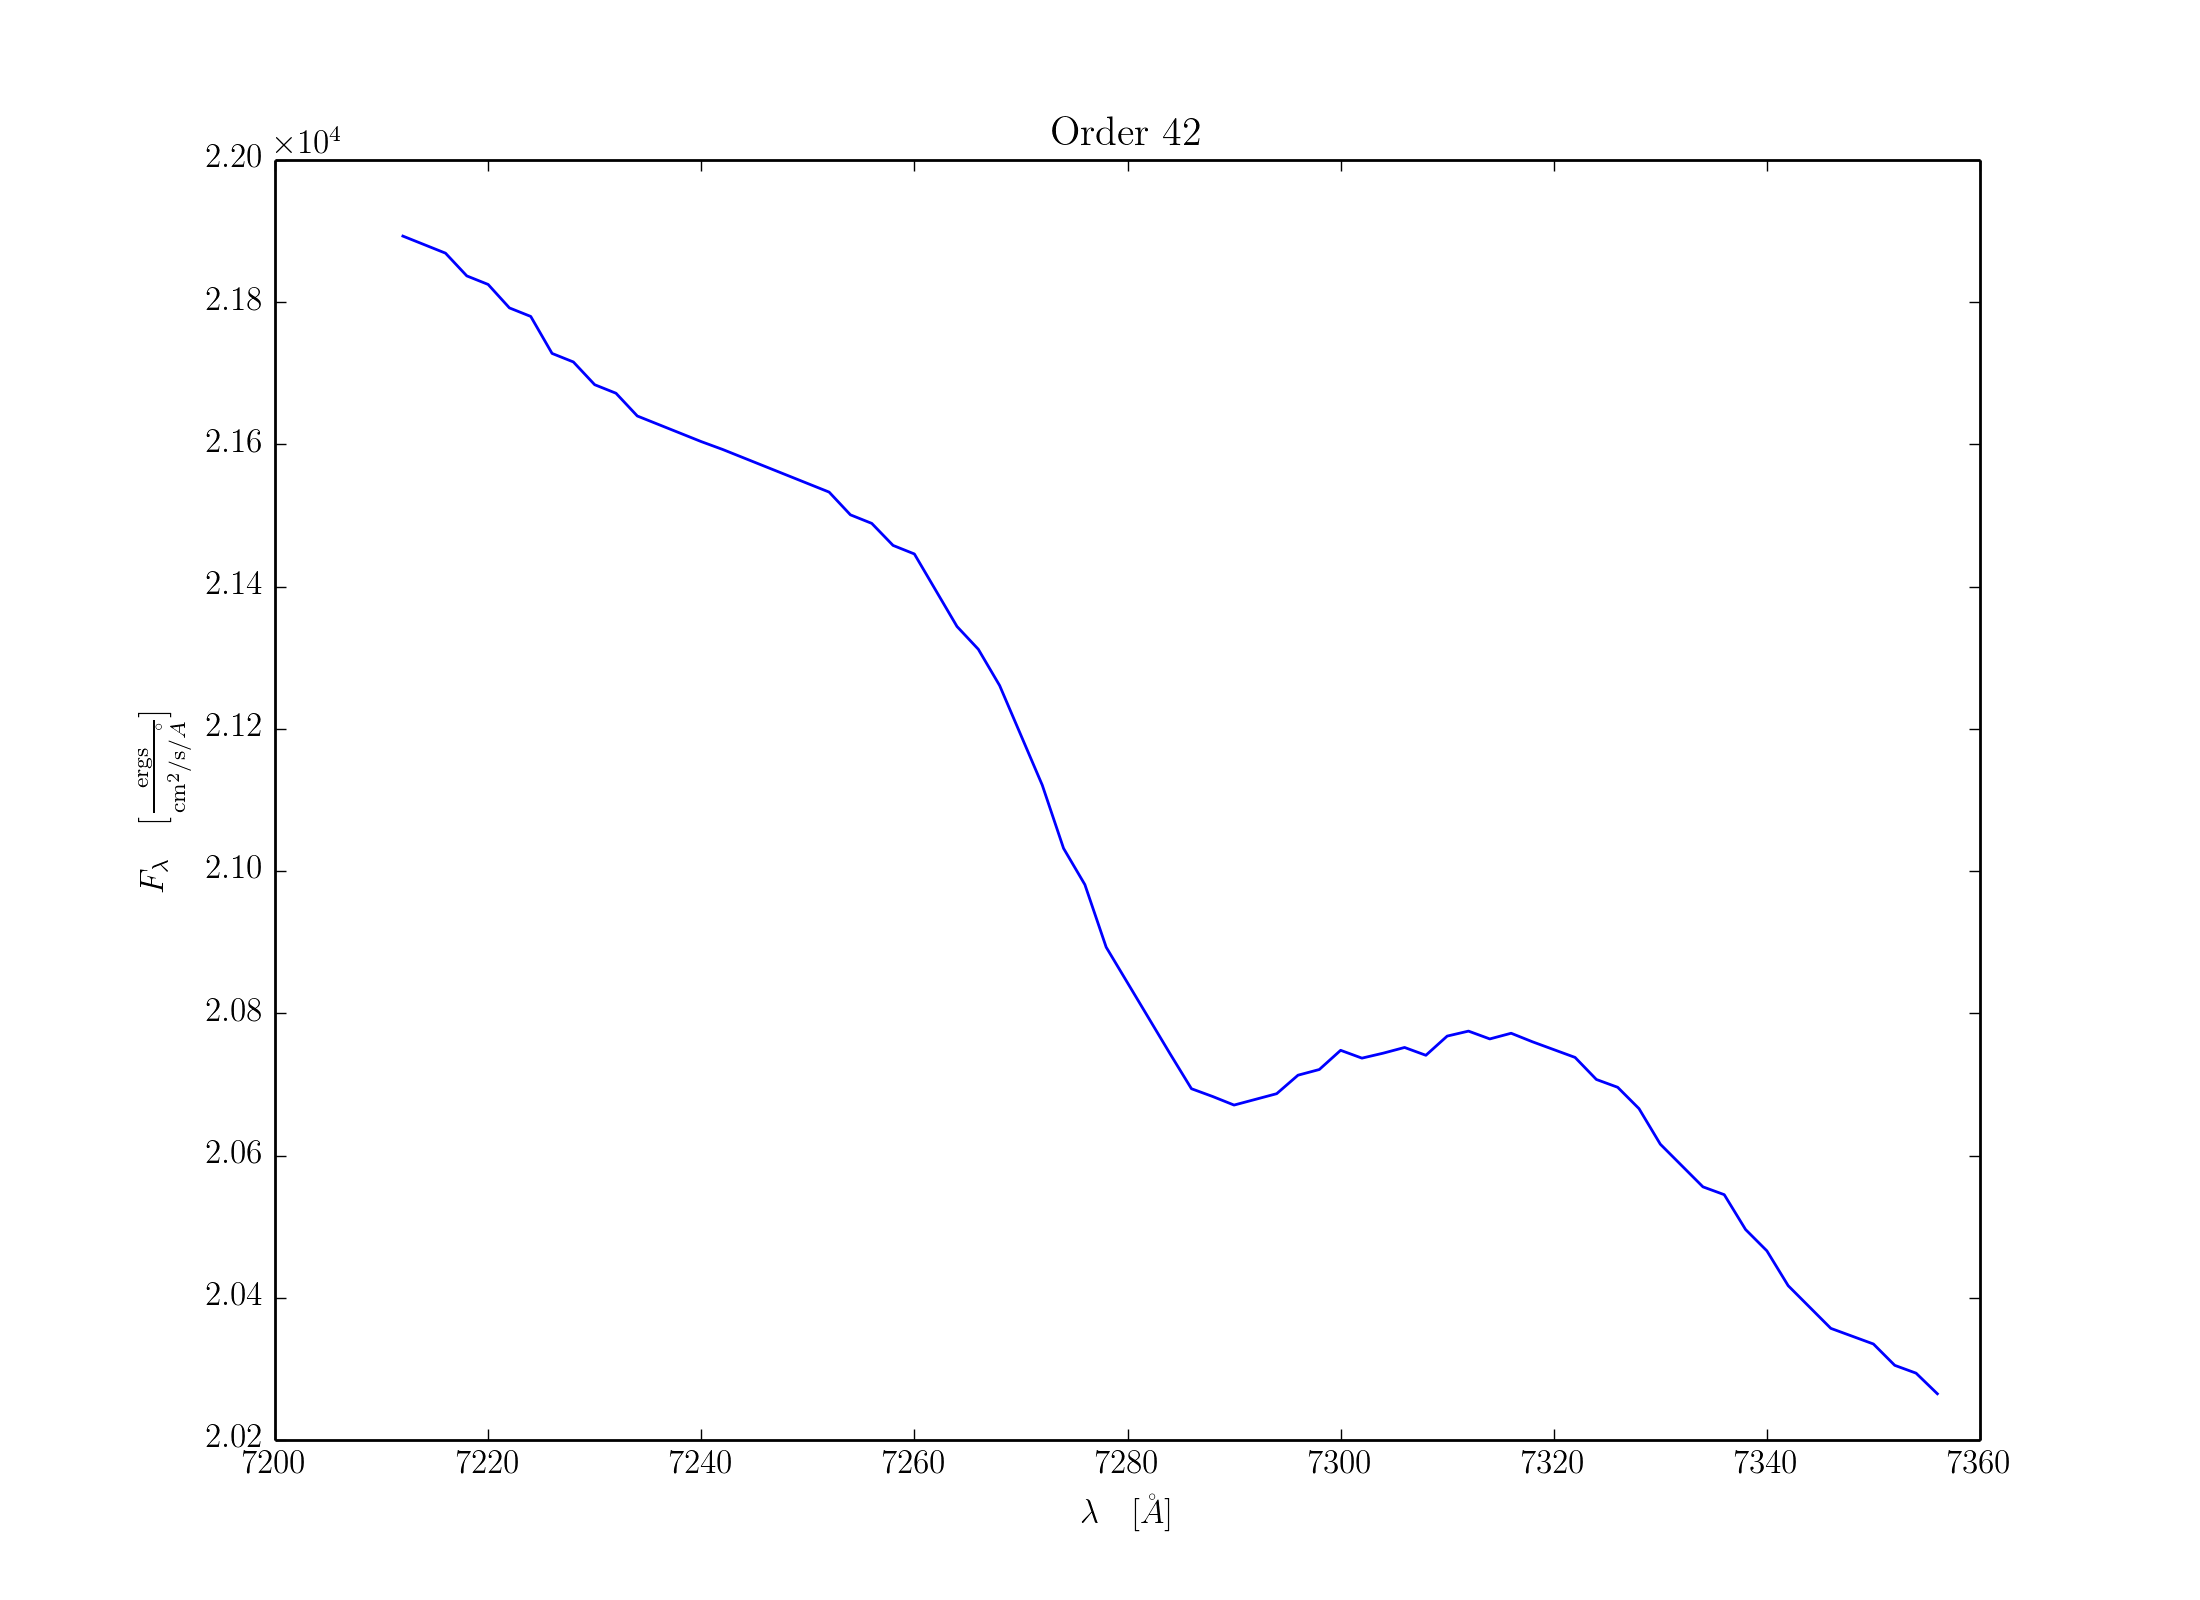 Order 42
×10⁴
2.20
2.18
2.16
2.14
2.12
2.10
2.08
2.06
2.04
2.02
F_λ [ergs / cm²/s/Å]
7200 7220 7240 7260 7280 7300 7320 7340 7360
λ [Å]